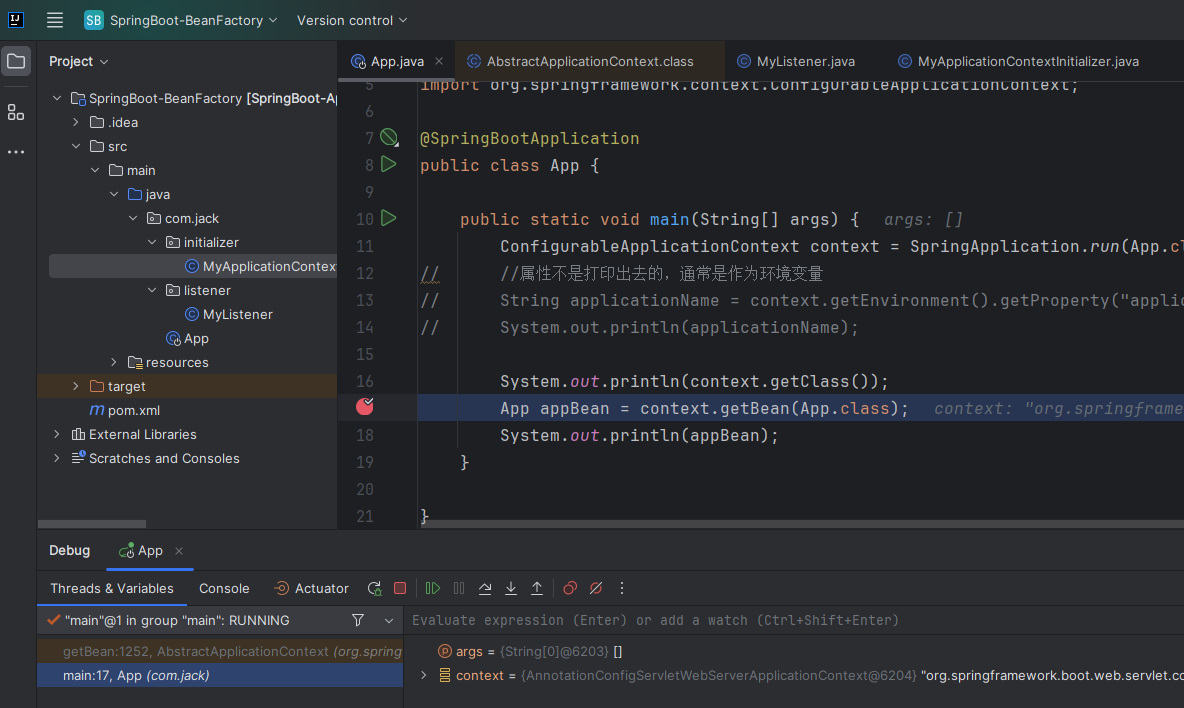 SB SpringBoot-BeanFactory Version control
Project
App.java
AbstractApplicationContext.class
MyListener.java
MyApplicationContextInitializer.java
SpringBoot-BeanFactory [SpringBoot-Ap
.idea
src
main
java
com.jack
initializer
MyApplicationContex
listener
MyListener
App
resources
target
pom.xml
External Libraries
Scratches and Consoles
5 import org.springframework.context.ConfigurableApplicationContext;
6
7 @SpringBootApplication
8 public class App {
9
10 public static void main(String[] args) { args: []
11 ConfigurableApplicationContext context = SpringApplication.run(App.cl
12 // //属性不是打印出去的，通常是作为环境变量
13 // String applicationName = context.getEnvironment().getProperty("applic
14 // System.out.println(applicationName);
15
16 System.out.println(context.getClass());
App appBean = context.getBean(App.class); context: "org.springframe
18 System.out.println(appBean);
19 }
20
21 }
Debug App
Threads & Variables Console Actuator
"main"@1 in group "main": RUNNING
getBean:1252, AbstractApplicationContext (org.spring
main:17, App (com.jack)
Evaluate expression (Enter) or add a watch (Ctrl+Shift+Enter)
args = {String[0]@6203} []
context = {AnnotationConfigServletWebServerApplicationContext@6204} "org.springframework.boot.web.servlet.co